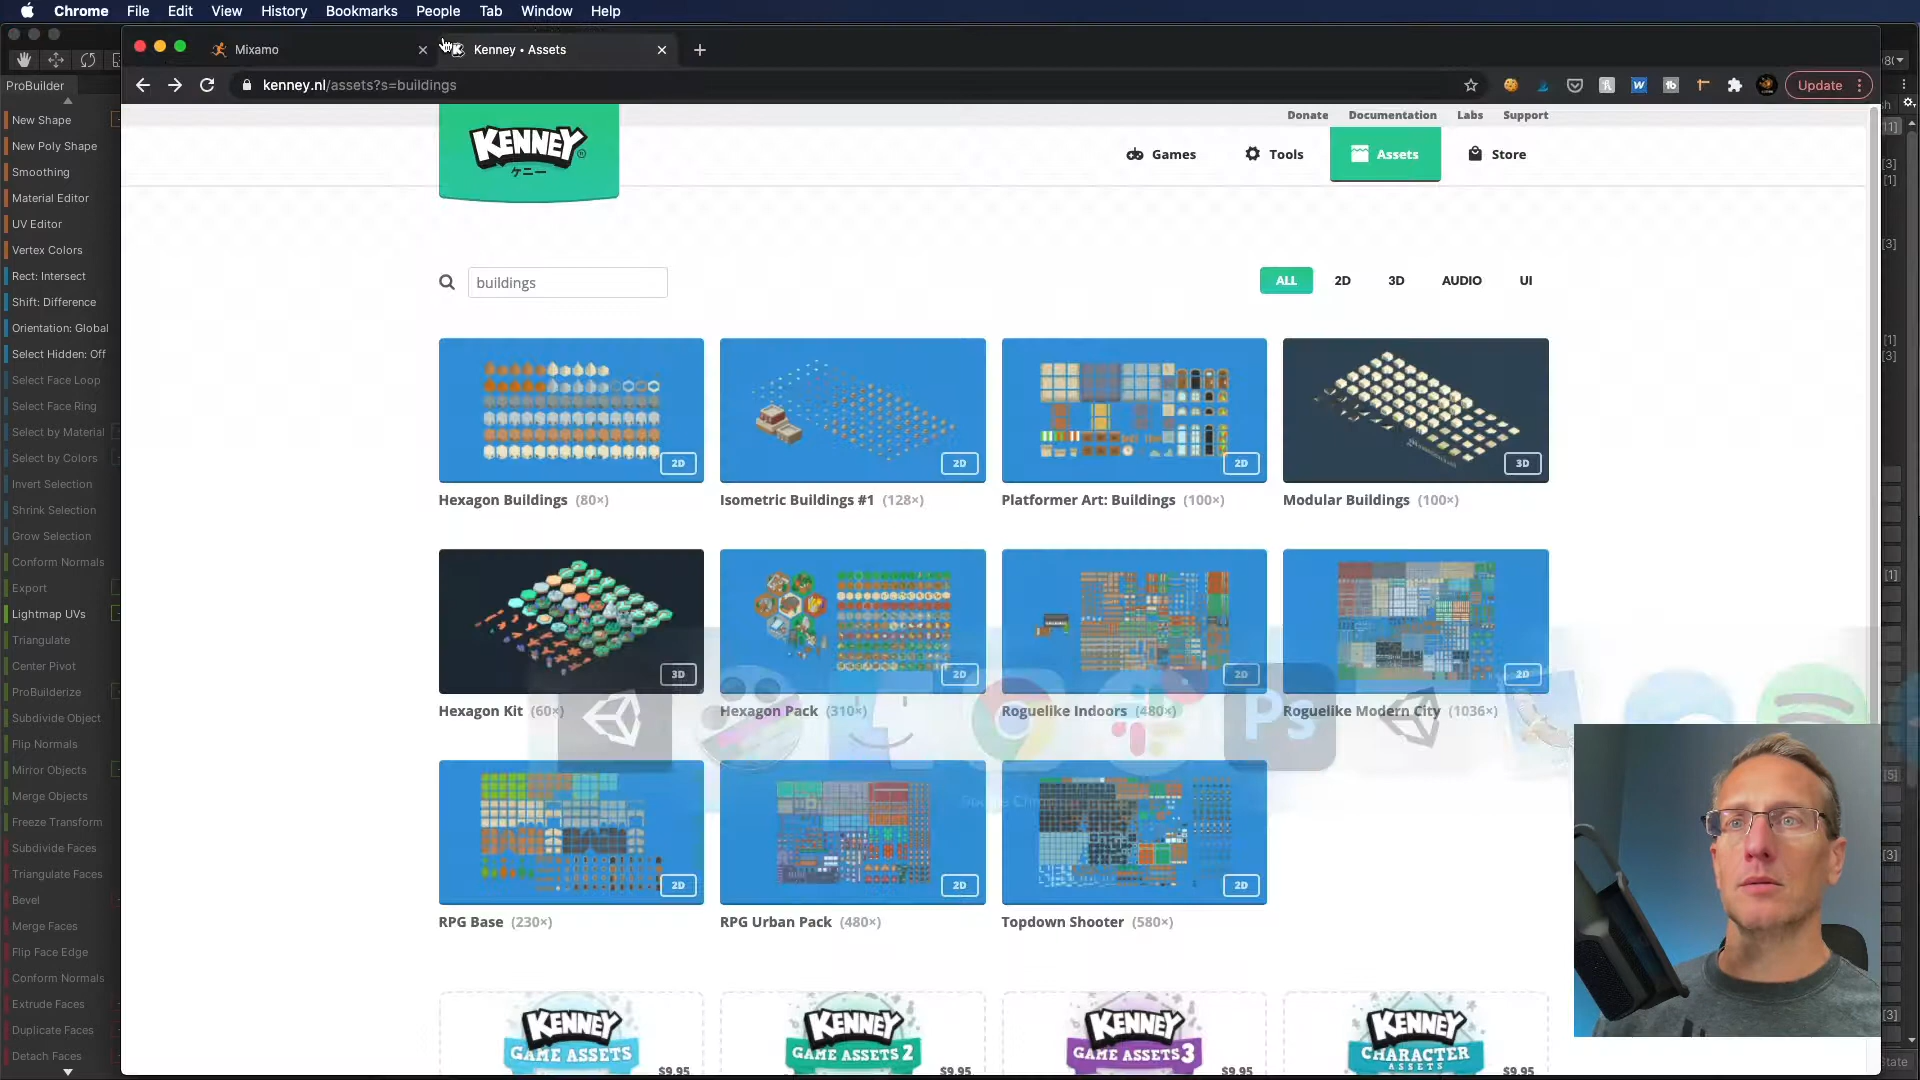 Chrome File Edit View History Bookmarks People Tab Window Help
Mixamo
Kenney • Assets
kenney.nl/assets?s=buildings
Update
ProBuilder
New Shape
New Poly Shape
Smoothing
Material Editor
UV Editor
Vertex Colors
Rect: Intersect
Shift: Difference
Orientation: Global
Select Hidden: Off
Select Face Loop
Select Face Ring
Select by Material
Select by Colors
Invert Selection
Shrink Selection
Grow Selection
Conform Normals
Export
Lightmap UVs
Triangulate
Center Pivot
ProBuilderize
Subdivide Object
Flip Normals
Mirror Objects
Merge Objects
Freeze Transform
Subdivide Faces
Triangulate Faces
Bevel
Merge Faces
Flip Face Edge
Conform Normals
Extrude Faces
Duplicate Faces
Detach Faces
Donate Documentation Labs Support
KENNEY
ケニー
Games Tools Assets Store
buildings
ALL 2D 3D AUDIO UI
2D 2D 2D 3D
Hexagon Buildings (80×) Isometric Buildings #1 (128×) Platformer Art: Buildings (100×) Modular Buildings (100×)
3D 2D 2D 2D
Hexagon Kit (60×) Hexagon Pack (310×) Roguelike Indoors (480×) Roguelike Modern City (1036×)
Ps
2D 2D 2D
RPG Base (230×) RPG Urban Pack (480×) Topdown Shooter (580×)
KENNEY GAME ASSETS
$9.95
KENNEY GAME ASSETS 2
$9.95
KENNEY GAME ASSETS 3
$9.95
KENNEY CHARACTER ASSETS
$9.95